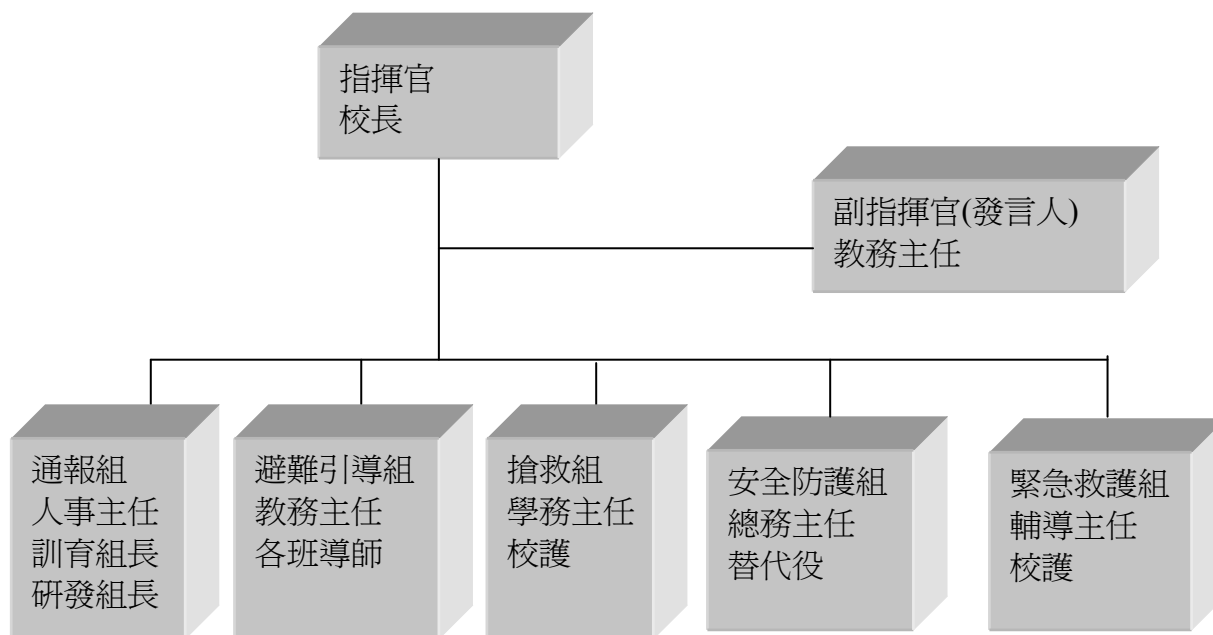 指揮官
校長
副指揮官(發言人)
教務主任
通報組
人事主任
訓育組長
研發組長
避難引導組
教務主任
各班導師
搶救組
學務主任
校護
安全防護組
總務主任
替代役
緊急救護組
輔導主任
校護